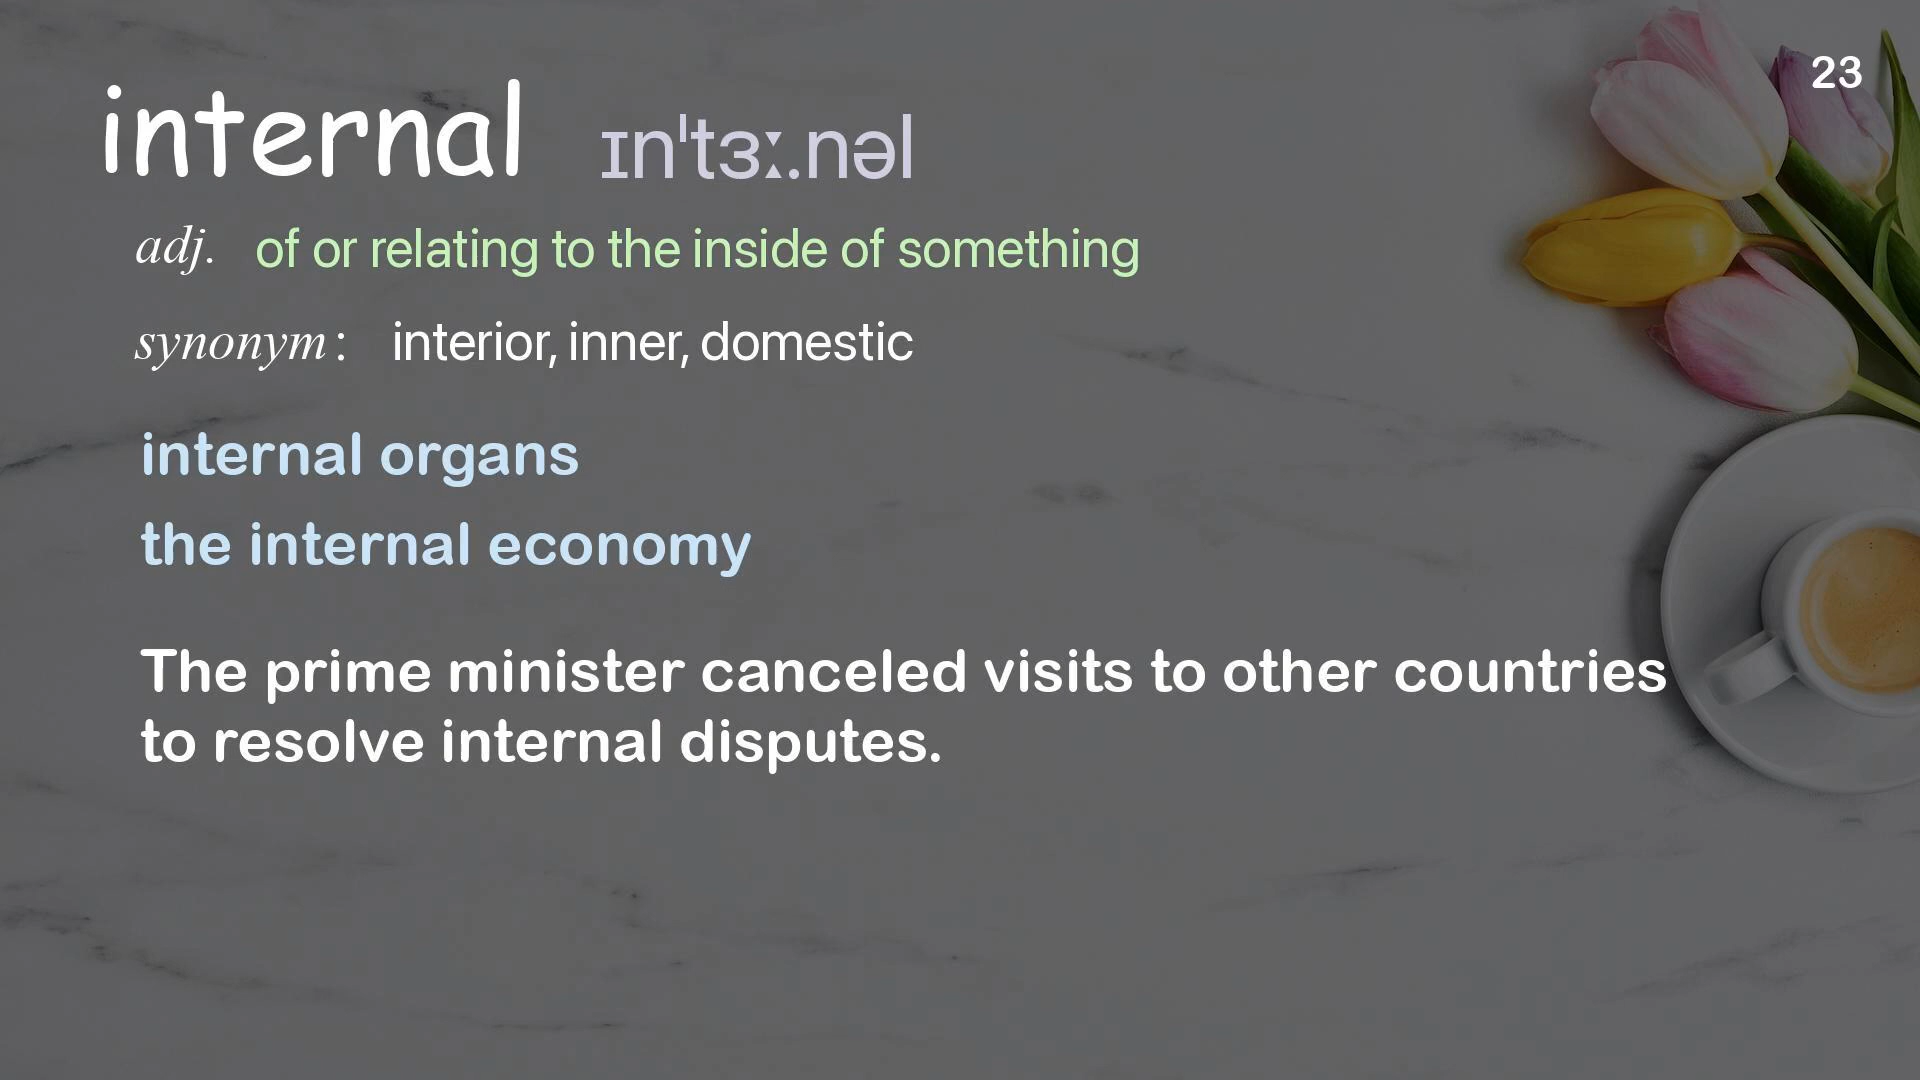 23
internal ɪnˈtɜː.nəl
adj. of or relating to the inside of something
synonym: interior, inner, domestic
internal organs
the internal economy
The prime minister canceled visits to other countries
to resolve internal disputes.